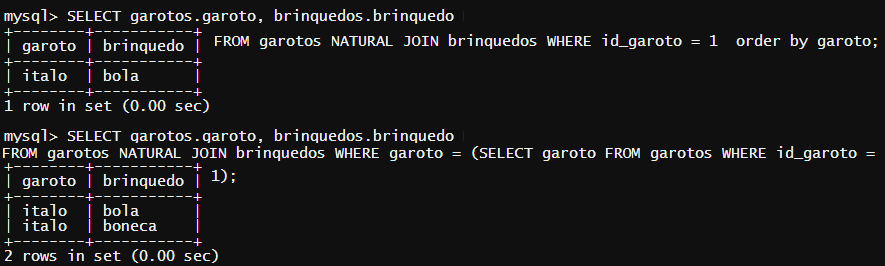 mysql> SELECT garotos.garoto, brinquedos.brinquedo
FROM garotos NATURAL JOIN brinquedos WHERE id_garoto = 1  order by garoto;
+--------+-----------+
| garoto | brinquedo |
+--------+-----------+
| italo  | bola      |
+--------+-----------+
1 row in set (0.00 sec)
mysql> SELECT garotos.garoto, brinquedos.brinquedo
FROM garotos NATURAL JOIN brinquedos WHERE garoto = (SELECT garoto FROM garotos WHERE id_garoto =
1);
+--------+-----------+
| garoto | brinquedo |
+--------+-----------+
| italo  | bola      |
| italo  | boneca    |
+--------+-----------+
2 rows in set (0.00 sec)